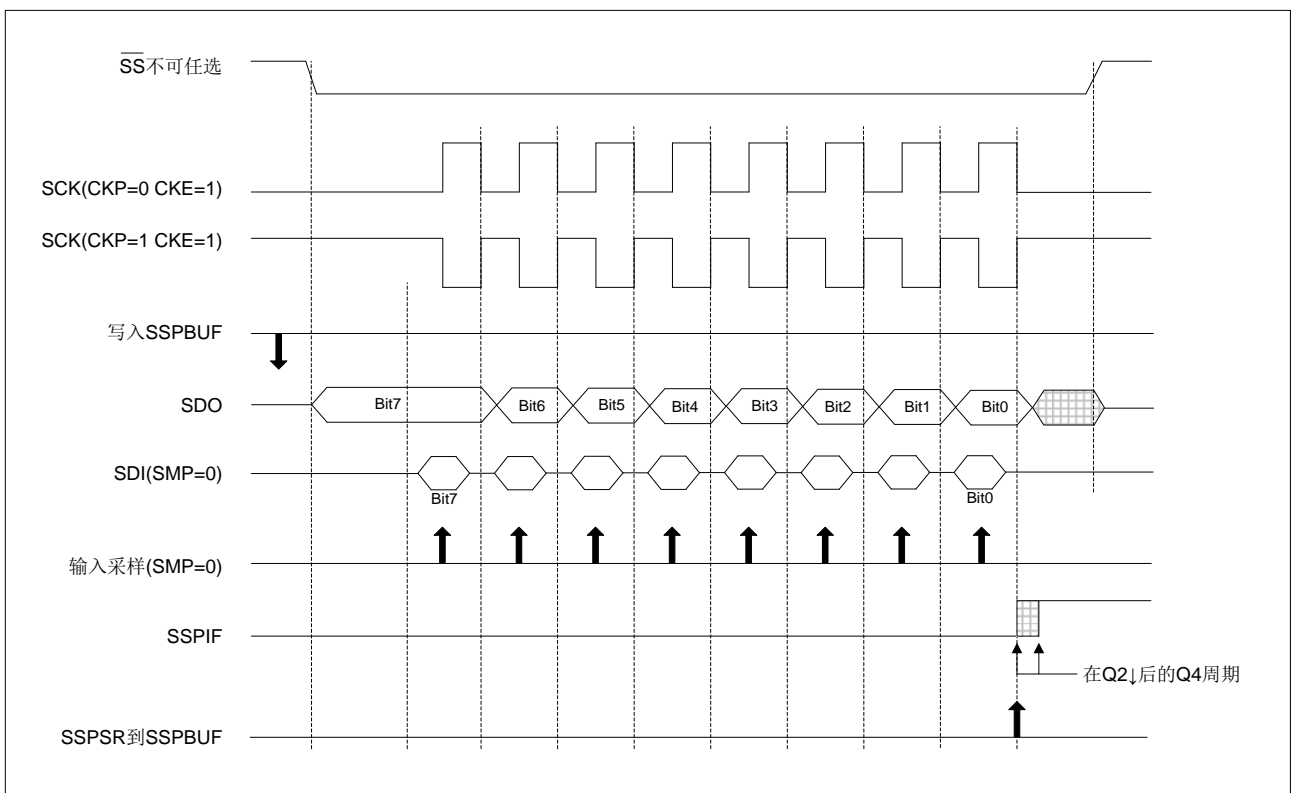 SS不可任选
SCK(CKP=0 CKE=1)
SCK(CKP=1 CKE=1)
写入SSPBUF
SDO
Bit7
Bit6
Bit5
Bit4
Bit3
Bit2
Bit1
Bit0
SDI(SMP=0)
Bit7
Bit0
输入采样(SMP=0)
SSPIF
在Q2↓后的Q4周期
SSPSR到SSPBUF